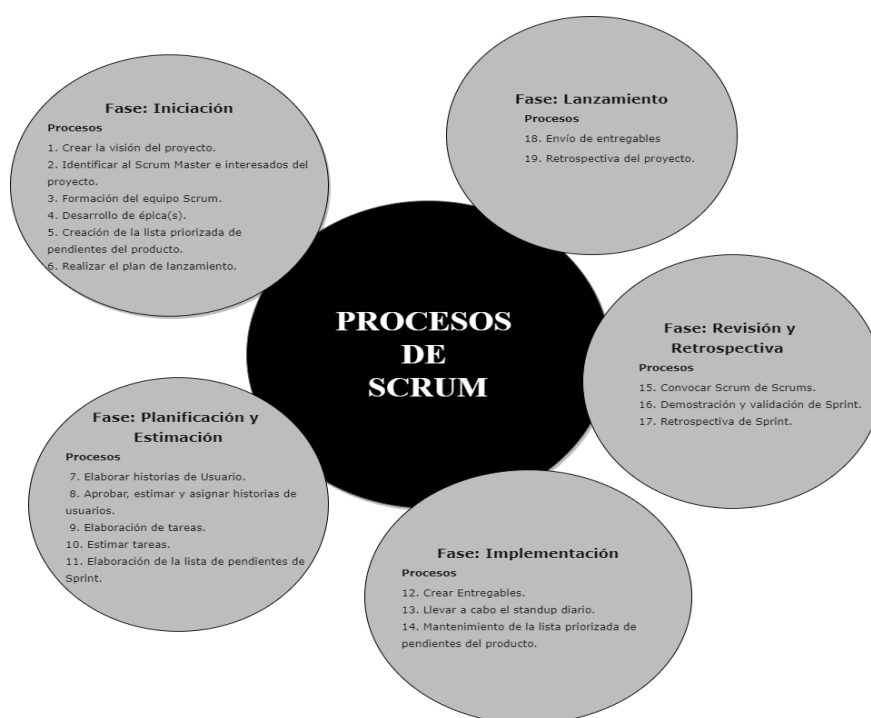 PROCESOS
DE
SCRUM
Fase: Iniciación
Procesos
1. Crear la visión del proyecto.
2. Identificar al Scrum Master e interesados del
proyecto.
3. Formación del equipo Scrum.
4. Desarrollo de épica(s).
5. Creación de la lista priorizada de
pendientes del producto.
6. Realizar el plan de lanzamiento.
Fase: Planificación y
Estimación
Procesos
7. Elaborar historias de Usuario.
8. Aprobar, estimar y asignar historias de
usuarios.
9. Elaboración de tareas.
10. Estimar tareas.
11. Elaboración de la lista de pendientes de
Sprint.
Fase: Implementación
Procesos
12. Crear Entregables.
13. Llevar a cabo el standup diario.
14. Mantenimiento de la lista priorizada de
pendientes del producto.
Fase: Revisión y
Retrospectiva
Procesos
15. Convocar Scrum de Scrums.
16. Demostración y validación de Sprint.
17. Retrospectiva de Sprint.
Fase: Lanzamiento
Procesos
18. Envío de entregables
19. Retrospectiva del proyecto.